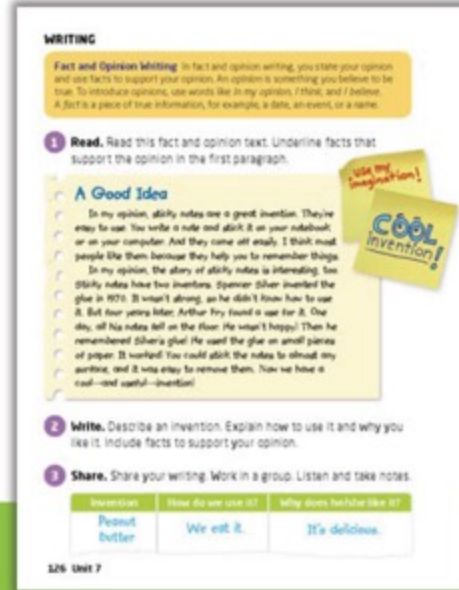 WRITING
Fact and Opinion Writing In fact and opinion writing, you state your opinion
and use facts to support your opinion. An opinion is something you believe to be
true. To introduce opinions, use words like In my opinion, I think, and I believe.
A fact is a piece of true information, for example, a date, an event, or a name.
1 Read. Read this fact and opinion text. Underline facts that
support the opinion in the first paragraph.
Use my
imagination!
COOL
invention!
A Good Idea
In my opinion, sticky notes are a great invention. They're
easy to use. You write a note and stick it on your notebook
or on your computer. And they come off easily. I think most
people like them because they help you to remember things.
In my opinion, the story of sticky notes is interesting, too.
Sticky notes have two inventors. Spencer Silver invented the
glue in 1970. It wasn't strong, so he didn't know how to use
it. But four years later, Arthur Fry found a use for it. One
day, all his notes fell on the floor. He wasn't happy! Then he
remembered Silver's glue! He used the glue on small pieces
of paper. It worked! You could stick the notes to almost any
surface, and it was easy to remove them. Now we have a
cool—and useful—invention!
2 Write. Describe an invention. Explain how to use it and why you
like it. Include facts to support your opinion.
3 Share. Share your writing. Work in a group. Listen and take notes.
Invention How do we use it? Why does he/she like it?
Peanut
butter We eat it. It's delicious.
126 Unit 7